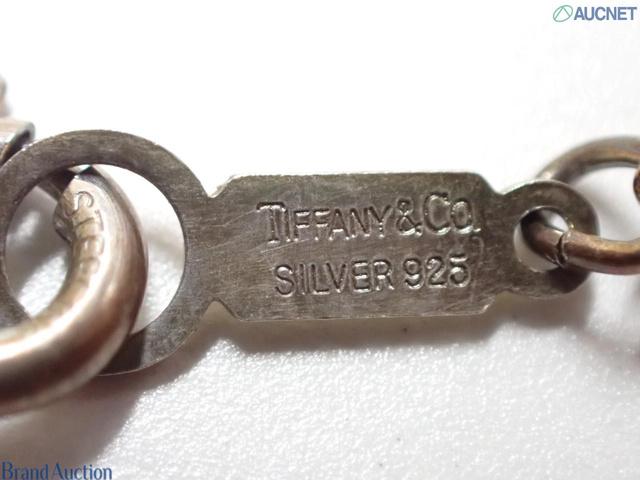 AUCNET
TIFFANY & Co.
SILVER 925
Brand Auction